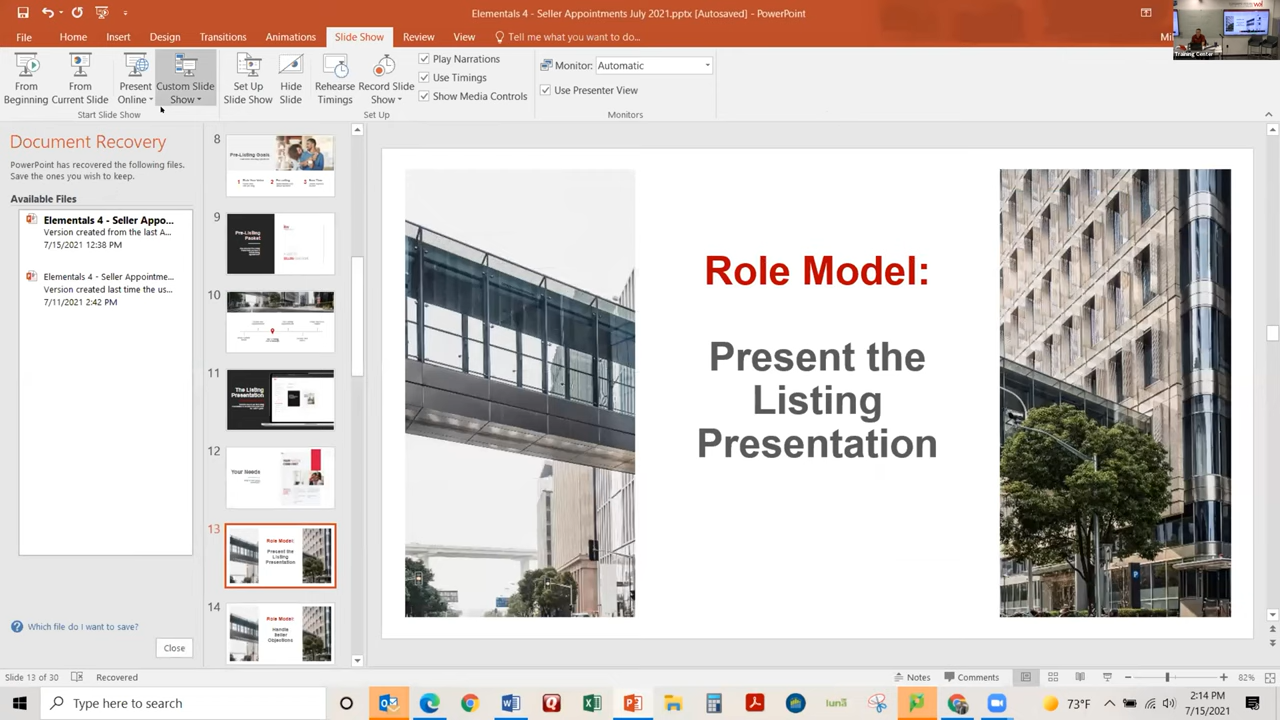 Elementals 4 - Seller Appointments July 2021.pptx [Autosaved] - PowerPoint
File
Home
Insert
Design
Transitions
Animations
Slide Show
Review
View
Tell me what you want to do...
From
Beginning
From
Current Slide
Present
Online
Custom Slide
Show
Set Up
Slide Show
Hide
Slide
Rehearse
Timings
Record Slide
Show
Play Narrations
Use Timings
Show Media Controls
Monitor: Automatic
Use Presenter View
Start Slide Show
Set Up
Monitors
Training Center
Document Recovery
PowerPoint has recovered the following files.
Save the ones you wish to keep.
Available Files
Elementals 4 - Seller Appo...
Version created from the last A...
7/15/2021 12:38 PM
Elementals 4 - Seller Appointme...
Version created last time the us...
7/11/2021 2:42 PM
Which file do I want to save?
Close
8
Pre-Listing Goals
9
Pre-Listing
Packet
10
11
The Listing
Presentation
12
Your Needs
13
Role Model:
Present the
Listing
Presentation
14
Role Model:
Handle
Seller
Objections
Role Model:
Present the
Listing
Presentation
Slide 13 of 30
Recovered
Notes
Comments
82%
Type here to search
73°F
2:14 PM
7/15/2021